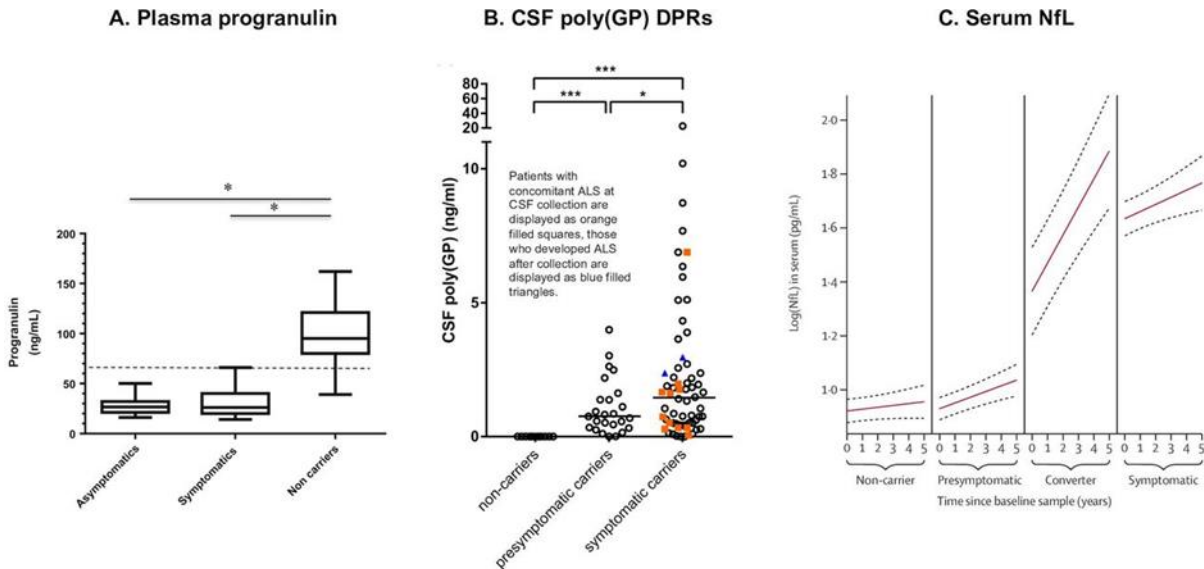 A. Plasma progranulin
*
*
200
150
100
50
0
Progranulin
(ng/mL)
Asymptomatics
Symptomatics
Non carriers
B. CSF poly(GP) DPRs
***
***
*
80
60
40
20
10
5
0
CSF poly(GP) (ng/ml)
Patients with
concomitant ALS at
CSF collection are
displayed as orange
filled squares, those
who developed ALS
after collection are
displayed as blue filled
triangles.
non-carriers
presymptomatic carriers
symptomatic carriers
C. Serum NfL
2·0
1·8
1·6
1·4
1·2
1·0
Log(NfL) in serum (pg/mL)
0 1 2 3 4 5 0 1 2 3 4 5 0 1 2 3 4 5 0 1 2 3 4 5
Non-carrier Presymptomatic Converter Symptomatic
Time since baseline sample (years)